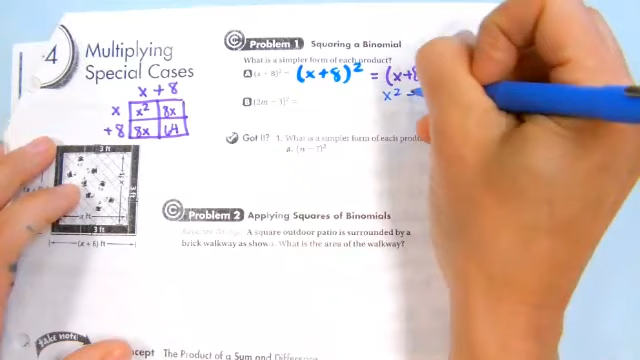 4 Multiplying
Special Cases
x + 8
x x² 8x
+8 8x 64
3 ft
3 ft
x ft
x ft
3 ft
(x + 6) ft
take note
Problem 1 Squaring a Binomial
What is a simpler form of each product?
A (x + 8)² = (x+8)² = (x+8
x²
B (2m − 3)² =
Got It? 1. What is a simpler form of each
a. (n − 7)²
Problem 2 Applying Squares of Binomials
A square outdoor patio is surrounded by a
brick walkway as shown. What is the area of the walkway?
The Product of a Sum and Difference